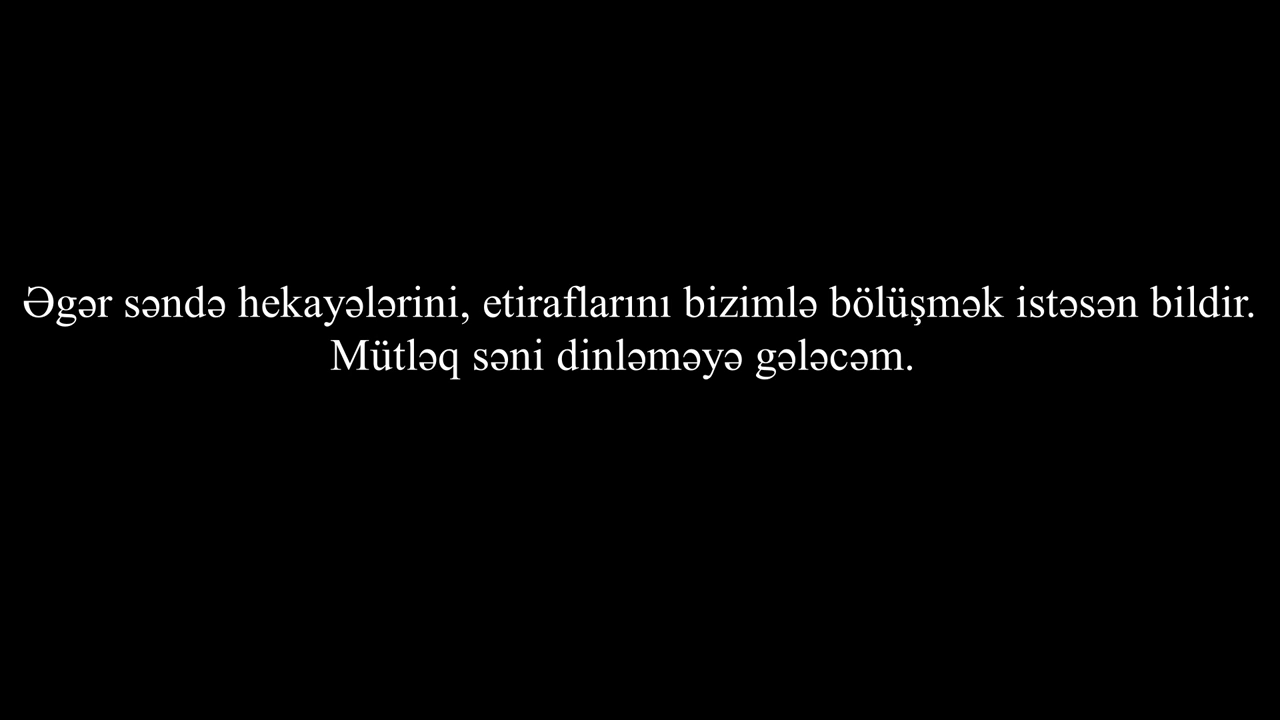 Əgər səndə hekayələrini, etiraflarını bizimlə bölüşmək istəsən bildir.
Mütləq səni dinləməyə gələcəm.